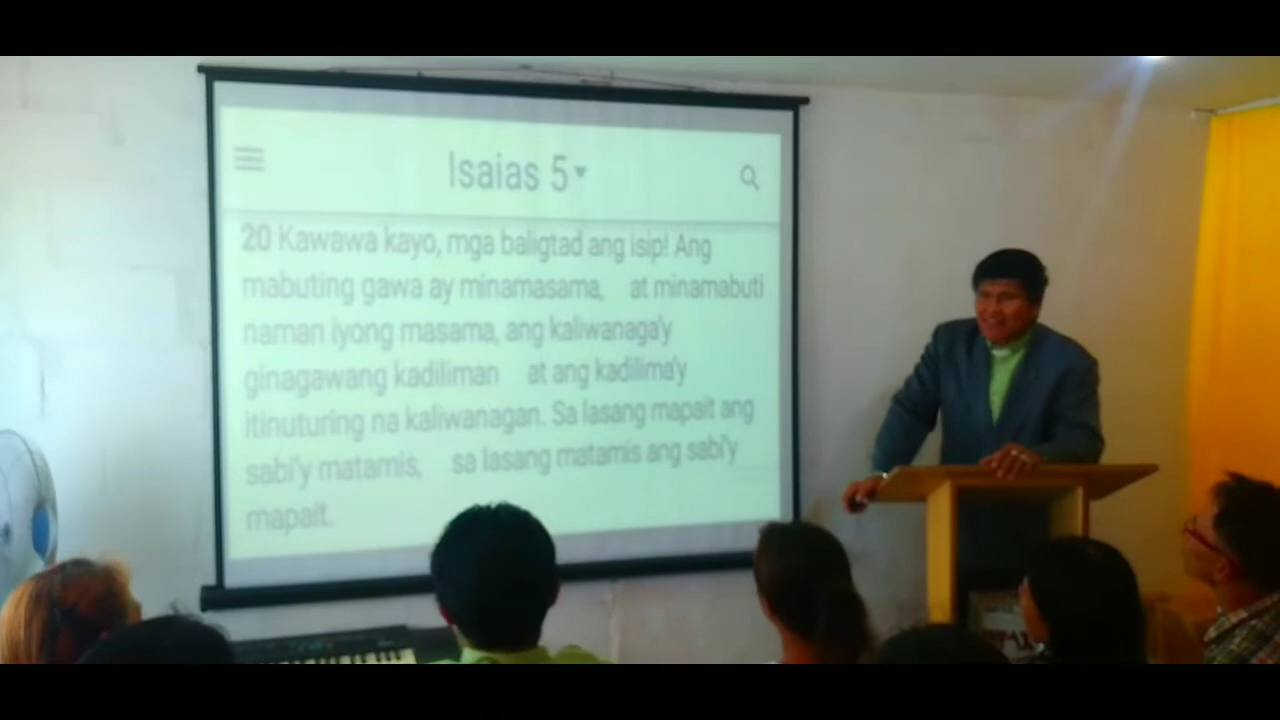 Isaias 5
20 Kawawa kayo, mga baligtad ang isip! Ang
mabuting gawa ay minamasama, at minamabuti
naman iyong masama, ang kaliwanaga'y
ginagawang kadiliman at ang kadilima'y
itinuturing na kaliwanagan. Sa lasang mapait ang
sabi'y matamis, sa lasang matamis ang sabi'y
mapait.